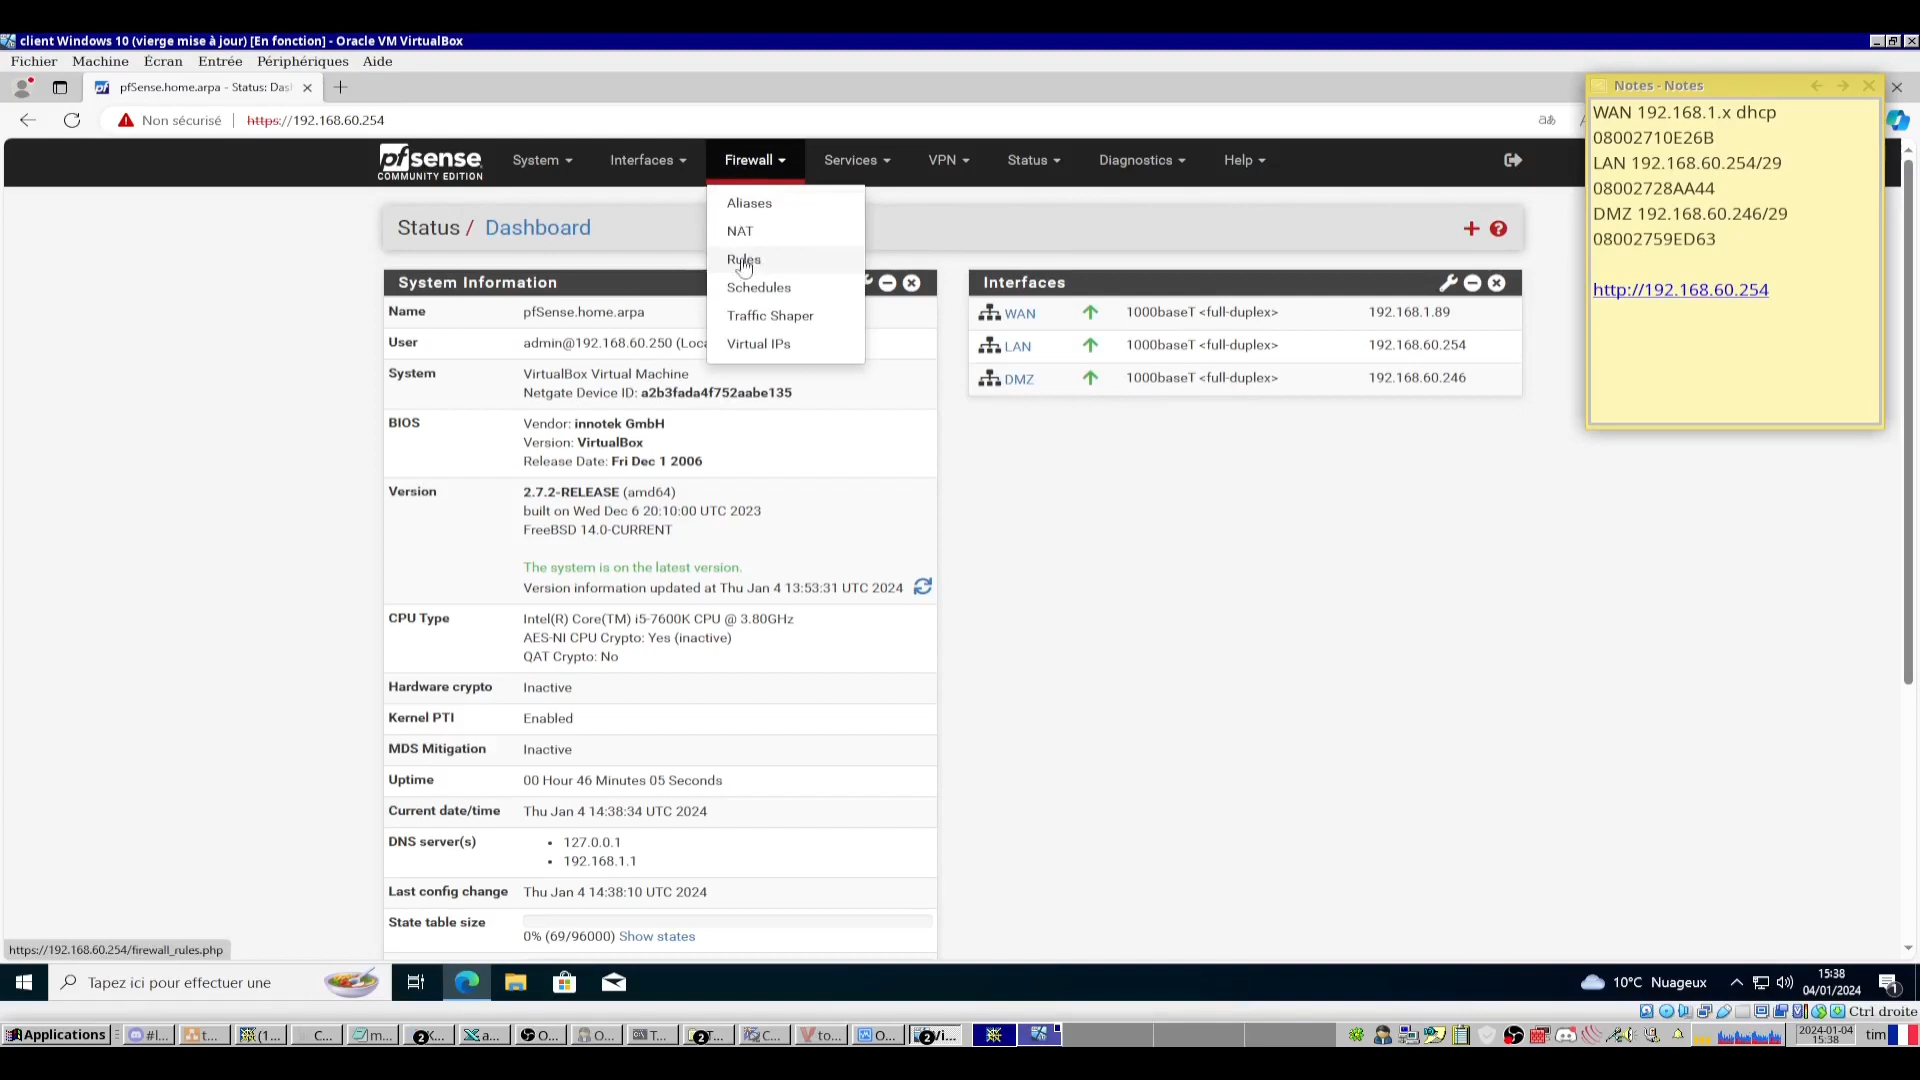 client Windows 10 (vierge mise à jour) [En fonction] - Oracle VM VirtualBox
Fichier Machine Écran Entrée Périphériques Aide
pfSense.home.arpa - Status: Das
Non sécurisé https://192.168.60.254
Notes - Notes
WAN 192.168.1.x dhcp
08002710E26B
LAN 192.168.60.254/29
08002728AA44
DMZ 192.168.60.246/29
08002759ED63
http://192.168.60.254
pfsense
COMMUNITY EDITION
System Interfaces Firewall Services VPN Status Diagnostics Help
Aliases
NAT
Rules
Schedules
Traffic Shaper
Virtual IPs
Status / Dashboard
System Information
Name pfSense.home.arpa
User admin@192.168.60.250 (Loca
System VirtualBox Virtual Machine
Netgate Device ID: a2b3fada4f752aabe135
BIOS Vendor: innotek GmbH
Version: VirtualBox
Release Date: Fri Dec 1 2006
Version 2.7.2-RELEASE (amd64)
built on Wed Dec 6 20:10:00 UTC 2023
FreeBSD 14.0-CURRENT
The system is on the latest version.
Version information updated at Thu Jan 4 13:53:31 UTC 2024
CPU Type Intel(R) Core(TM) i5-7600K CPU @ 3.80GHz
AES-NI CPU Crypto: Yes (inactive)
QAT Crypto: No
Hardware crypto Inactive
Kernel PTI Enabled
MDS Mitigation Inactive
Uptime 00 Hour 46 Minutes 05 Seconds
Current date/time Thu Jan 4 14:38:34 UTC 2024
DNS server(s) • 127.0.0.1
• 192.168.1.1
Last config change Thu Jan 4 14:38:10 UTC 2024
State table size
0% (69/96000) Show states
Interfaces
WAN 1000baseT <full-duplex> 192.168.1.89
LAN 1000baseT <full-duplex> 192.168.60.254
DMZ 1000baseT <full-duplex> 192.168.60.246
https://192.168.60.254/firewall_rules.php
Tapez ici pour effectuer une
10°C Nuageux
15:38
04/01/2024
Ctrl droite
Applications #l... t... (1... C... m... K... a... O... O... T... T... C... to... O... i...
2024-01-04
15:38
tim